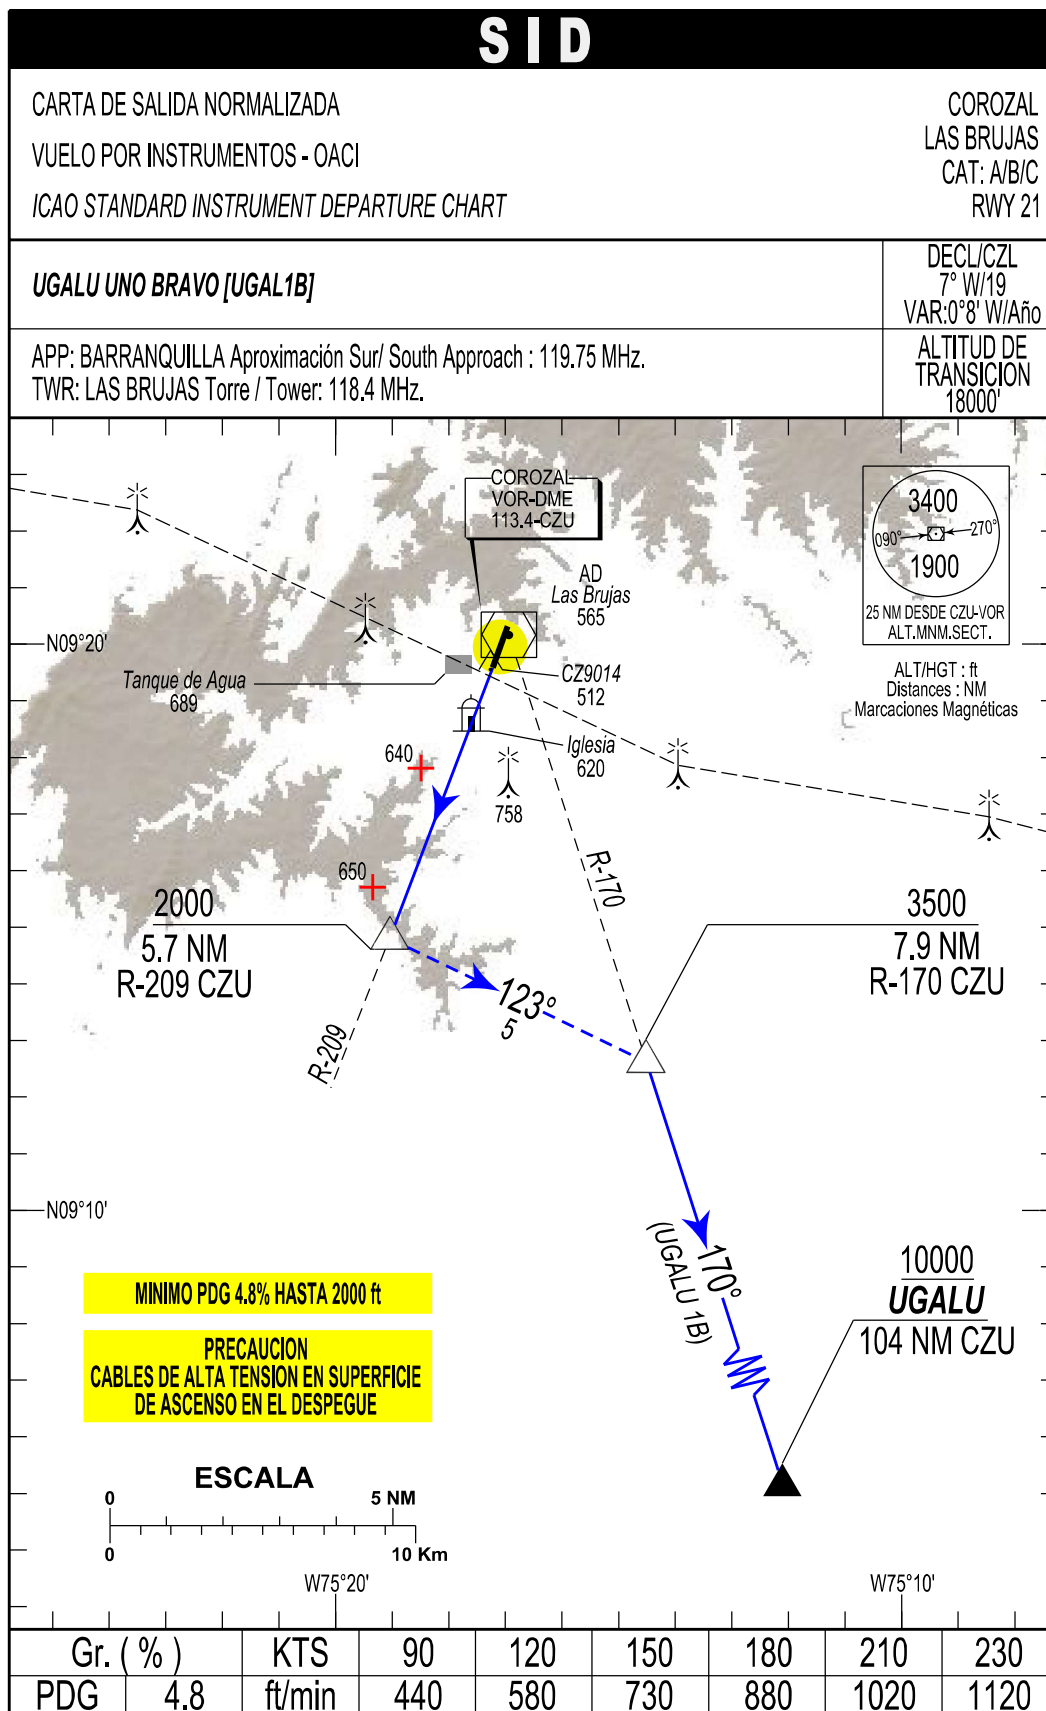 SID
CARTA DE SALIDA NORMALIZADA
VUELO POR INSTRUMENTOS - OACI
ICAO STANDARD INSTRUMENT DEPARTURE CHART
COROZAL
LAS BRUJAS
CAT: A/B/C
RWY 21
UGALU UNO BRAVO [UGAL1B]
DECL/CZL
7° W/19
VAR:0°8' W/Año
APP: BARRANQUILLA Aproximación Sur/ South Approach : 119.75 MHz.
TWR: LAS BRUJAS Torre / Tower: 118.4 MHz.
ALTITUD DE
TRANSICION
18000'
COROZAL
VOR-DME
113.4-CZU
3400
090°
270°
1900
25 NM DESDE CZU-VOR
ALT.MNM.SECT.
AD
Las Brujas
565
N09°20'
Tanque de Agua
689
CZ9014
512
ALT/HGT : ft
Distances : NM
Marcaciones Magnéticas
Iglesia
620
640
758
650
R-170
2000
5.7 NM
R-209 CZU
3500
7.9 NM
R-170 CZU
123°
5
R-209
N09°10'
170°
(UGALU 1B)
10000
UGALU
104 NM CZU
MINIMO PDG 4.8% HASTA 2000 ft
PRECAUCION
CABLES DE ALTA TENSION EN SUPERFICIE
DE ASCENSO EN EL DESPEGUE
ESCALA
0 5 NM
0 10 Km
W75°20'
W75°10'
Gr. ( % ) KTS 90 120 150 180 210 230
PDG 4.8 ft/min 440 580 730 880 1020 1120